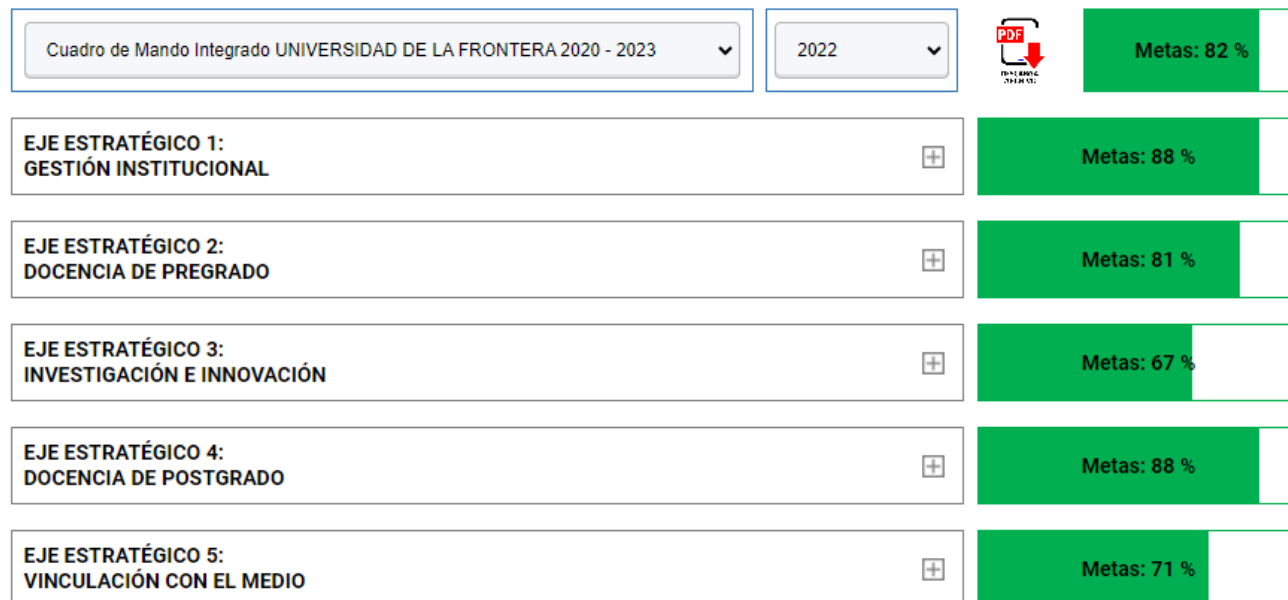 Cuadro de Mando Integrado UNIVERSIDAD DE LA FRONTERA 2020 - 2023
2022
PDF
Metas: 82 %
EJE ESTRATÉGICO 1:
GESTIÓN INSTITUCIONAL
Metas: 88 %
EJE ESTRATÉGICO 2:
DOCENCIA DE PREGRADO
Metas: 81 %
EJE ESTRATÉGICO 3:
INVESTIGACIÓN E INNOVACIÓN
Metas: 67 %
EJE ESTRATÉGICO 4:
DOCENCIA DE POSTGRADO
Metas: 88 %
EJE ESTRATÉGICO 5:
VINCULACIÓN CON EL MEDIO
Metas: 71 %